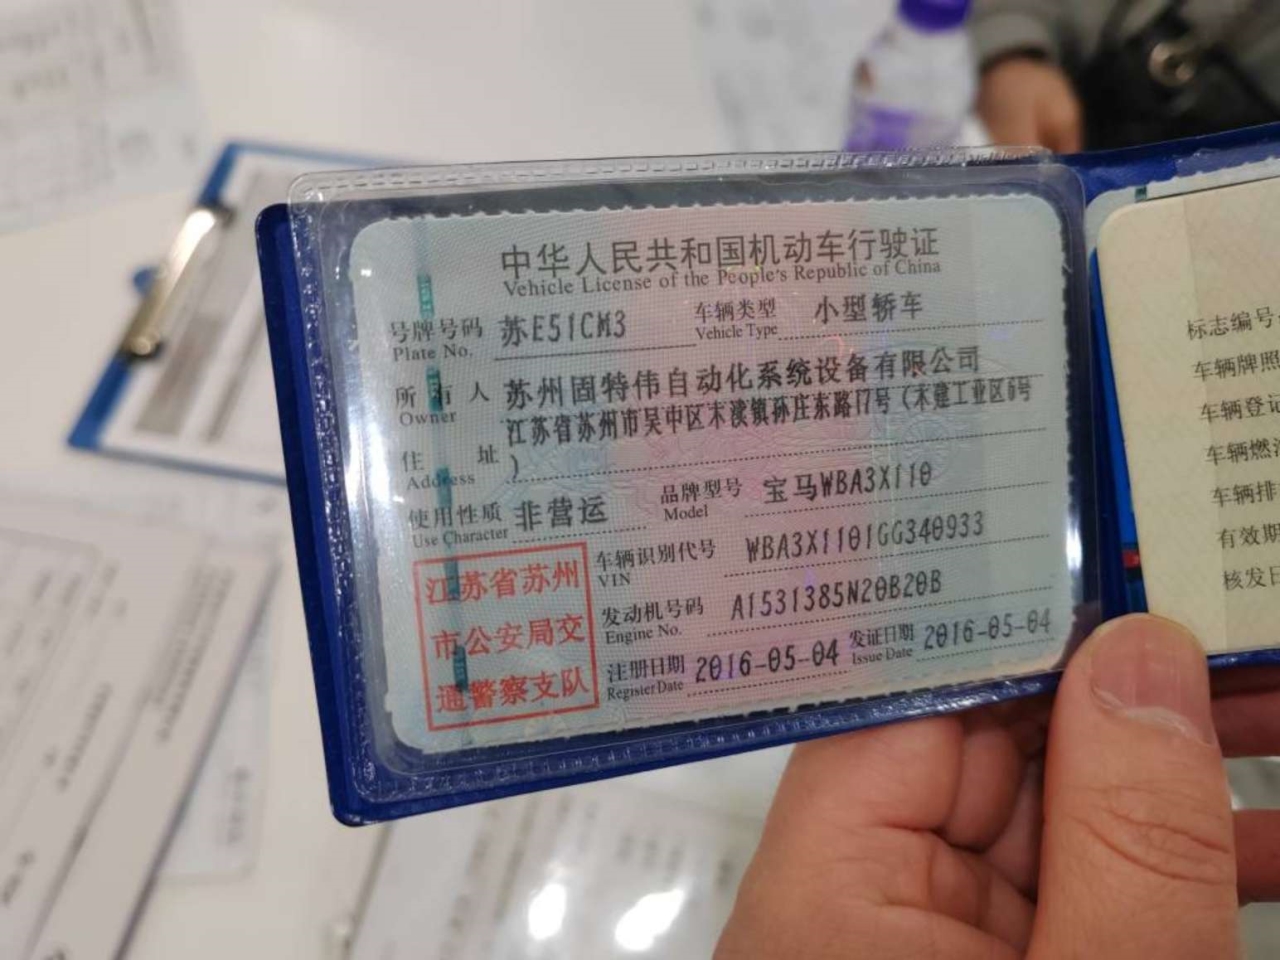 中华人民共和国机动车行驶证
Vehicle License of the People's Republic of China
号牌号码 苏E51CM3 车辆类型 小型轿车
Plate No. Vehicle Type
所有人 苏州固特伟自动化系统设备有限公司
Owner
江苏省苏州市吴中区木渎镇孙庄东路17号（木建工业区6号
住址 ）
Address
使用性质 非营运 品牌型号 宝马WBA3X110
Use Character Model
车辆识别代号 WBA3X1101GG340933
VIN
发动机号码 A1531385N20B20B
Engine No.
注册日期 2016-05-04 发证日期 2016-05-04
Register Date Issue Date
江苏省苏州
市公安局交
通警察支队
标志编号
车辆牌照
车辆登记
车辆燃
车辆排
有效期
核发日